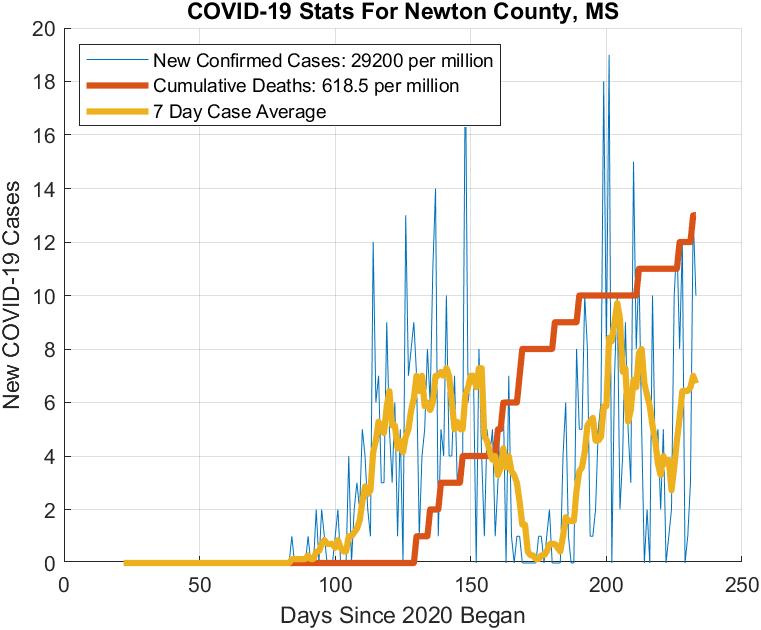 COVID-19 Stats For Newton County, MS
20
18
16
14
12
10
8
6
4
2
0
New COVID-19 Cases
New Confirmed Cases: 29200 per million
Cumulative Deaths: 618.5 per million
7 Day Case Average
0 50 100 150 200 250
Days Since 2020 Began